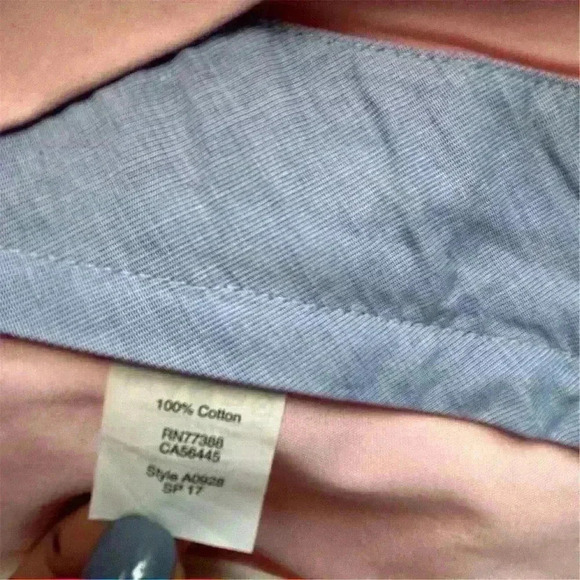 100% Cotton
RN77388
CA56445
Style A0928
SP 17